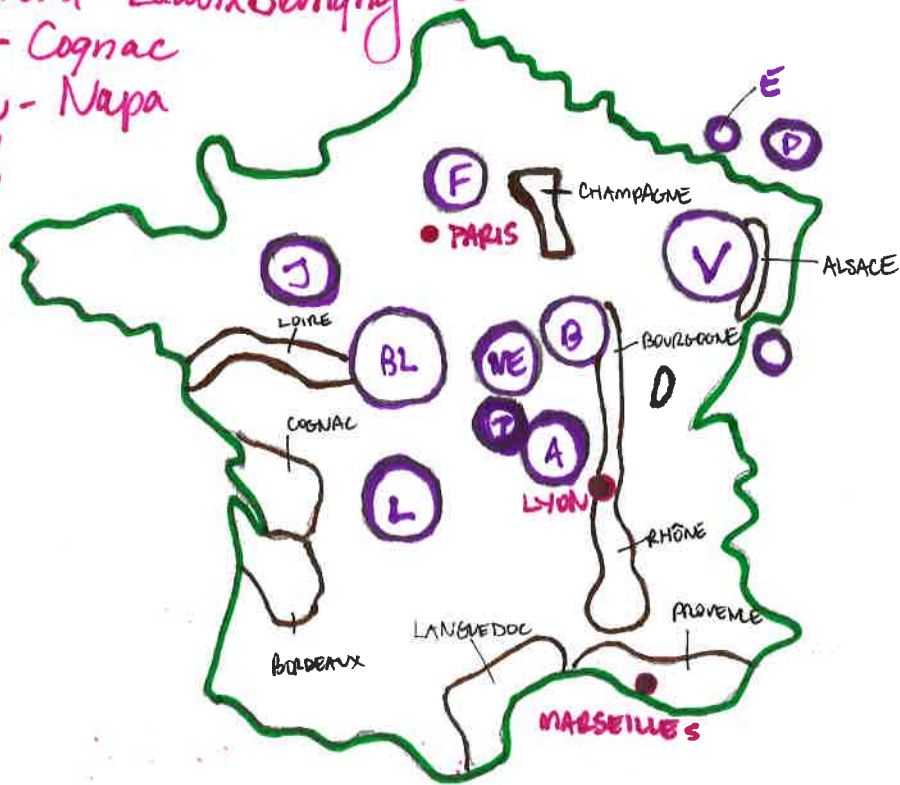 - Cognac
- Napa
E
D
F
CHAMPAGNE
PARIS
V
ALSACE
J
LOIRE
BL
NE
B
BOURGOGNE
D
COGNAC
T
A
L
LYON
RHÔNE
PROVENCE
LANGUEDOC
BORDEAUX
MARSEILLES